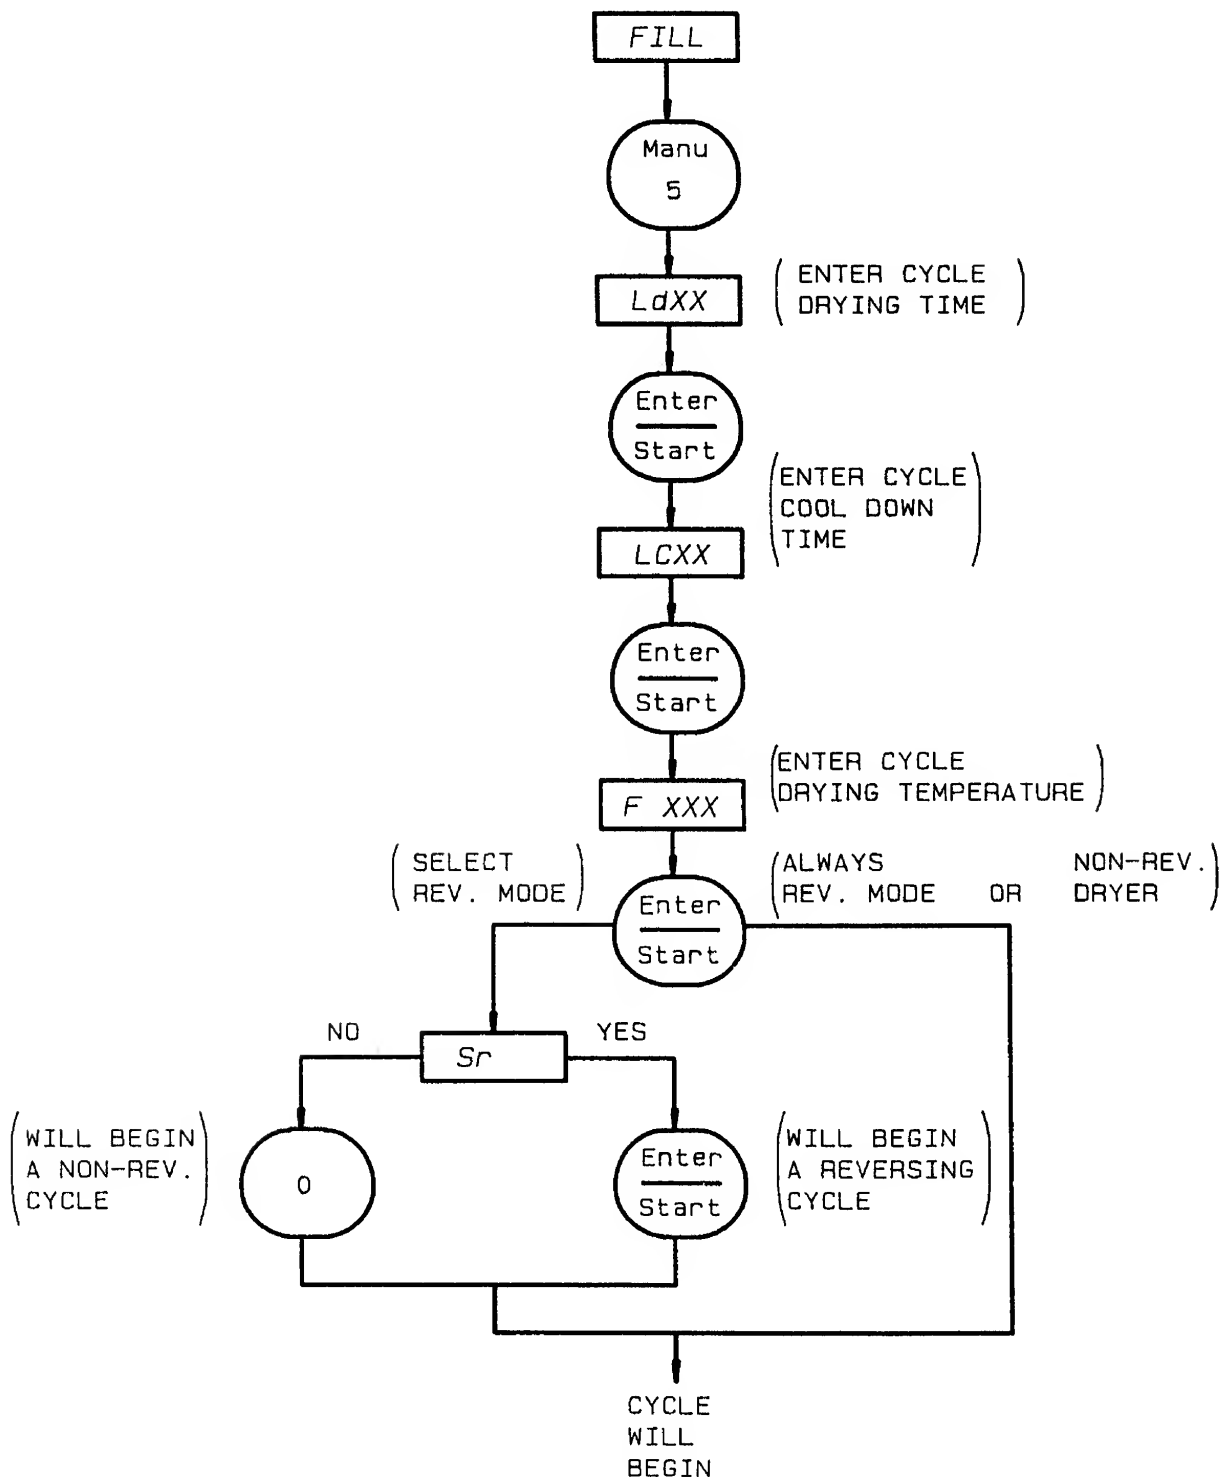 FILL
Manu
5
LdXX
( ENTER CYCLE
DRYING TIME )
Enter
Start
(ENTER CYCLE
COOL DOWN
TIME)
LCXX
Enter
Start
(ENTER CYCLE
DRYING TEMPERATURE)
F XXX
( SELECT
REV. MODE)
(ALWAYS NON-REV.
REV. MODE OR DRYER )
Enter
Start
NO
Sr
YES
(WILL BEGIN
A NON-REV.
CYCLE)
0
Enter
Start
(WILL BEGIN
A REVERSING
CYCLE)
CYCLE
WILL
BEGIN